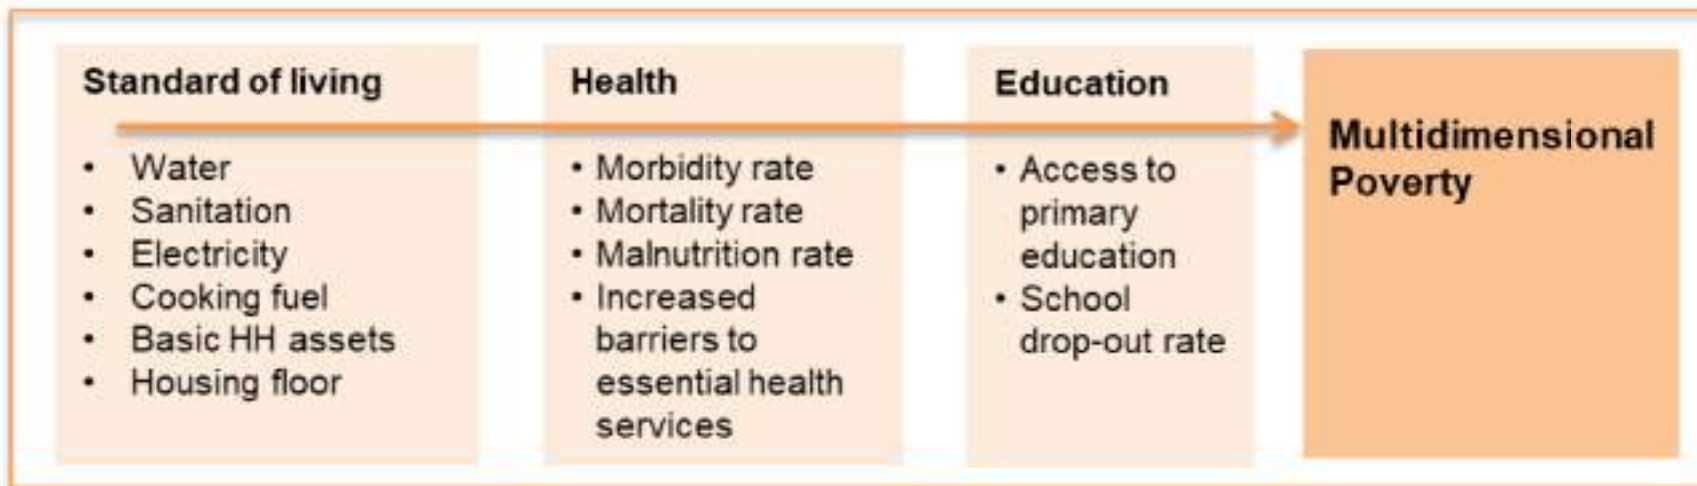 Standard of living
• Water
• Sanitation
• Electricity
• Cooking fuel
• Basic HH assets
• Housing floor
Health
• Morbidity rate
• Mortality rate
• Malnutrition rate
• Increased
barriers to
essential health
services
Education
• Access to
primary
education
• School
drop-out rate
Multidimensional
Poverty